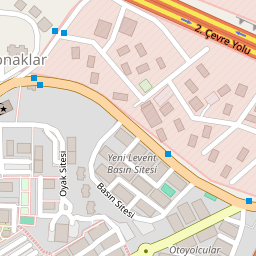 2. Çevre Yolu
onaklar
Oyak Sitesi
Yeni Levent
Basın Sitesi
Basın Sitesi
Otoyolcular